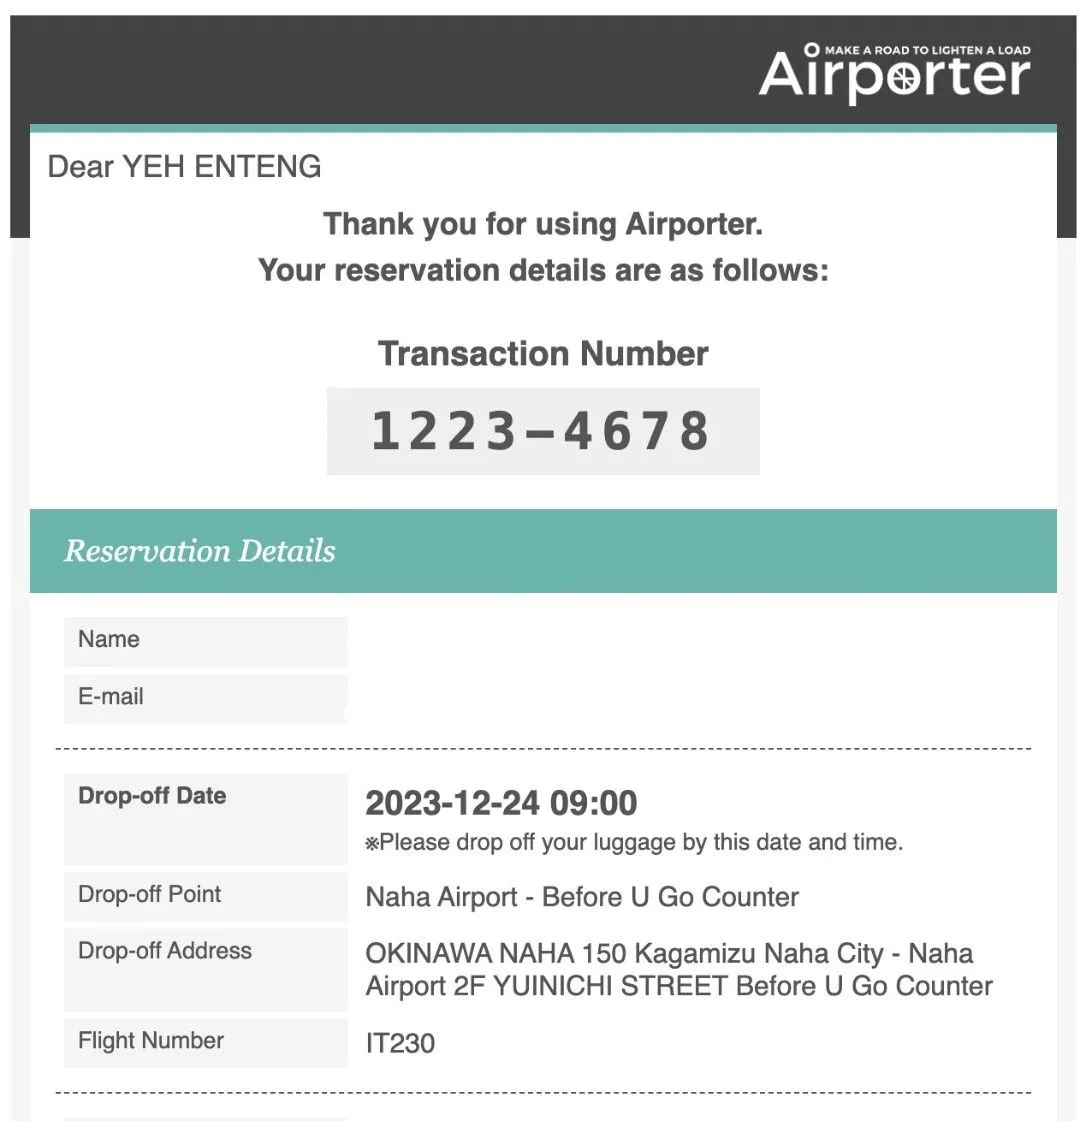 MAKE A ROAD TO LIGHTEN A LOAD
Airporter
Dear YEH ENTENG
Thank you for using Airporter.
Your reservation details are as follows:
Transaction Number
1223-4678
Reservation Details
Name
E-mail
Drop-off Date
2023-12-24 09:00
※Please drop off your luggage by this date and time.
Drop-off Point
Naha Airport - Before U Go Counter
Drop-off Address
OKINAWA NAHA 150 Kagamizu Naha City - Naha
Airport 2F YUINICHI STREET Before U Go Counter
Flight Number
IT230